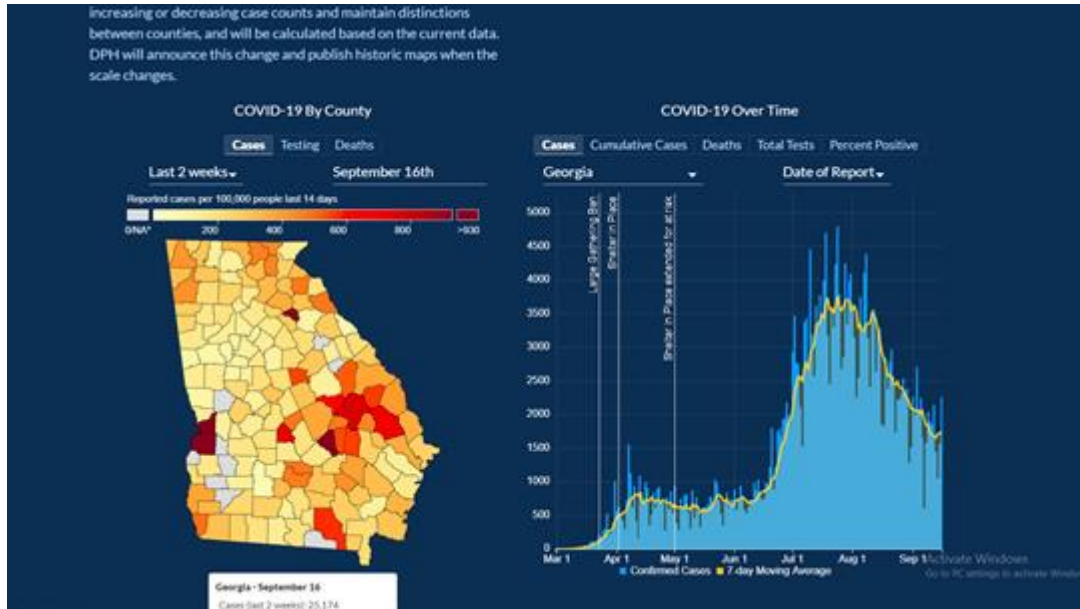 increasing or decreasing case counts and maintain distinctions
between counties, and will be calculated based on the current data.
DPH will announce this change and publish historic maps when the
scale changes.
COVID-19 By County
Cases Testing Deaths
Last 2 weeks September 16th
Reported cases per 100,000 people last 14 days
0/NA* 200 400 600 800 >930
Georgia - September 16
Cases (last 2 weeks): 25,174
COVID-19 Over Time
Cases Cumulative Cases Deaths Total Tests Percent Positive
Georgia Date of Report
Large Gathering Ban
Shelter in Place
Shelter in Place extended for at risk
5000
4500
4000
3500
3000
2500
2000
1500
1000
500
0
Mar 1 Apr 1 May 1 Jun 1 Jul 1 Aug 1 Sep 1
Confirmed Cases 7-day Moving Average
Activate Windows
Go to PC settings to activate Windows